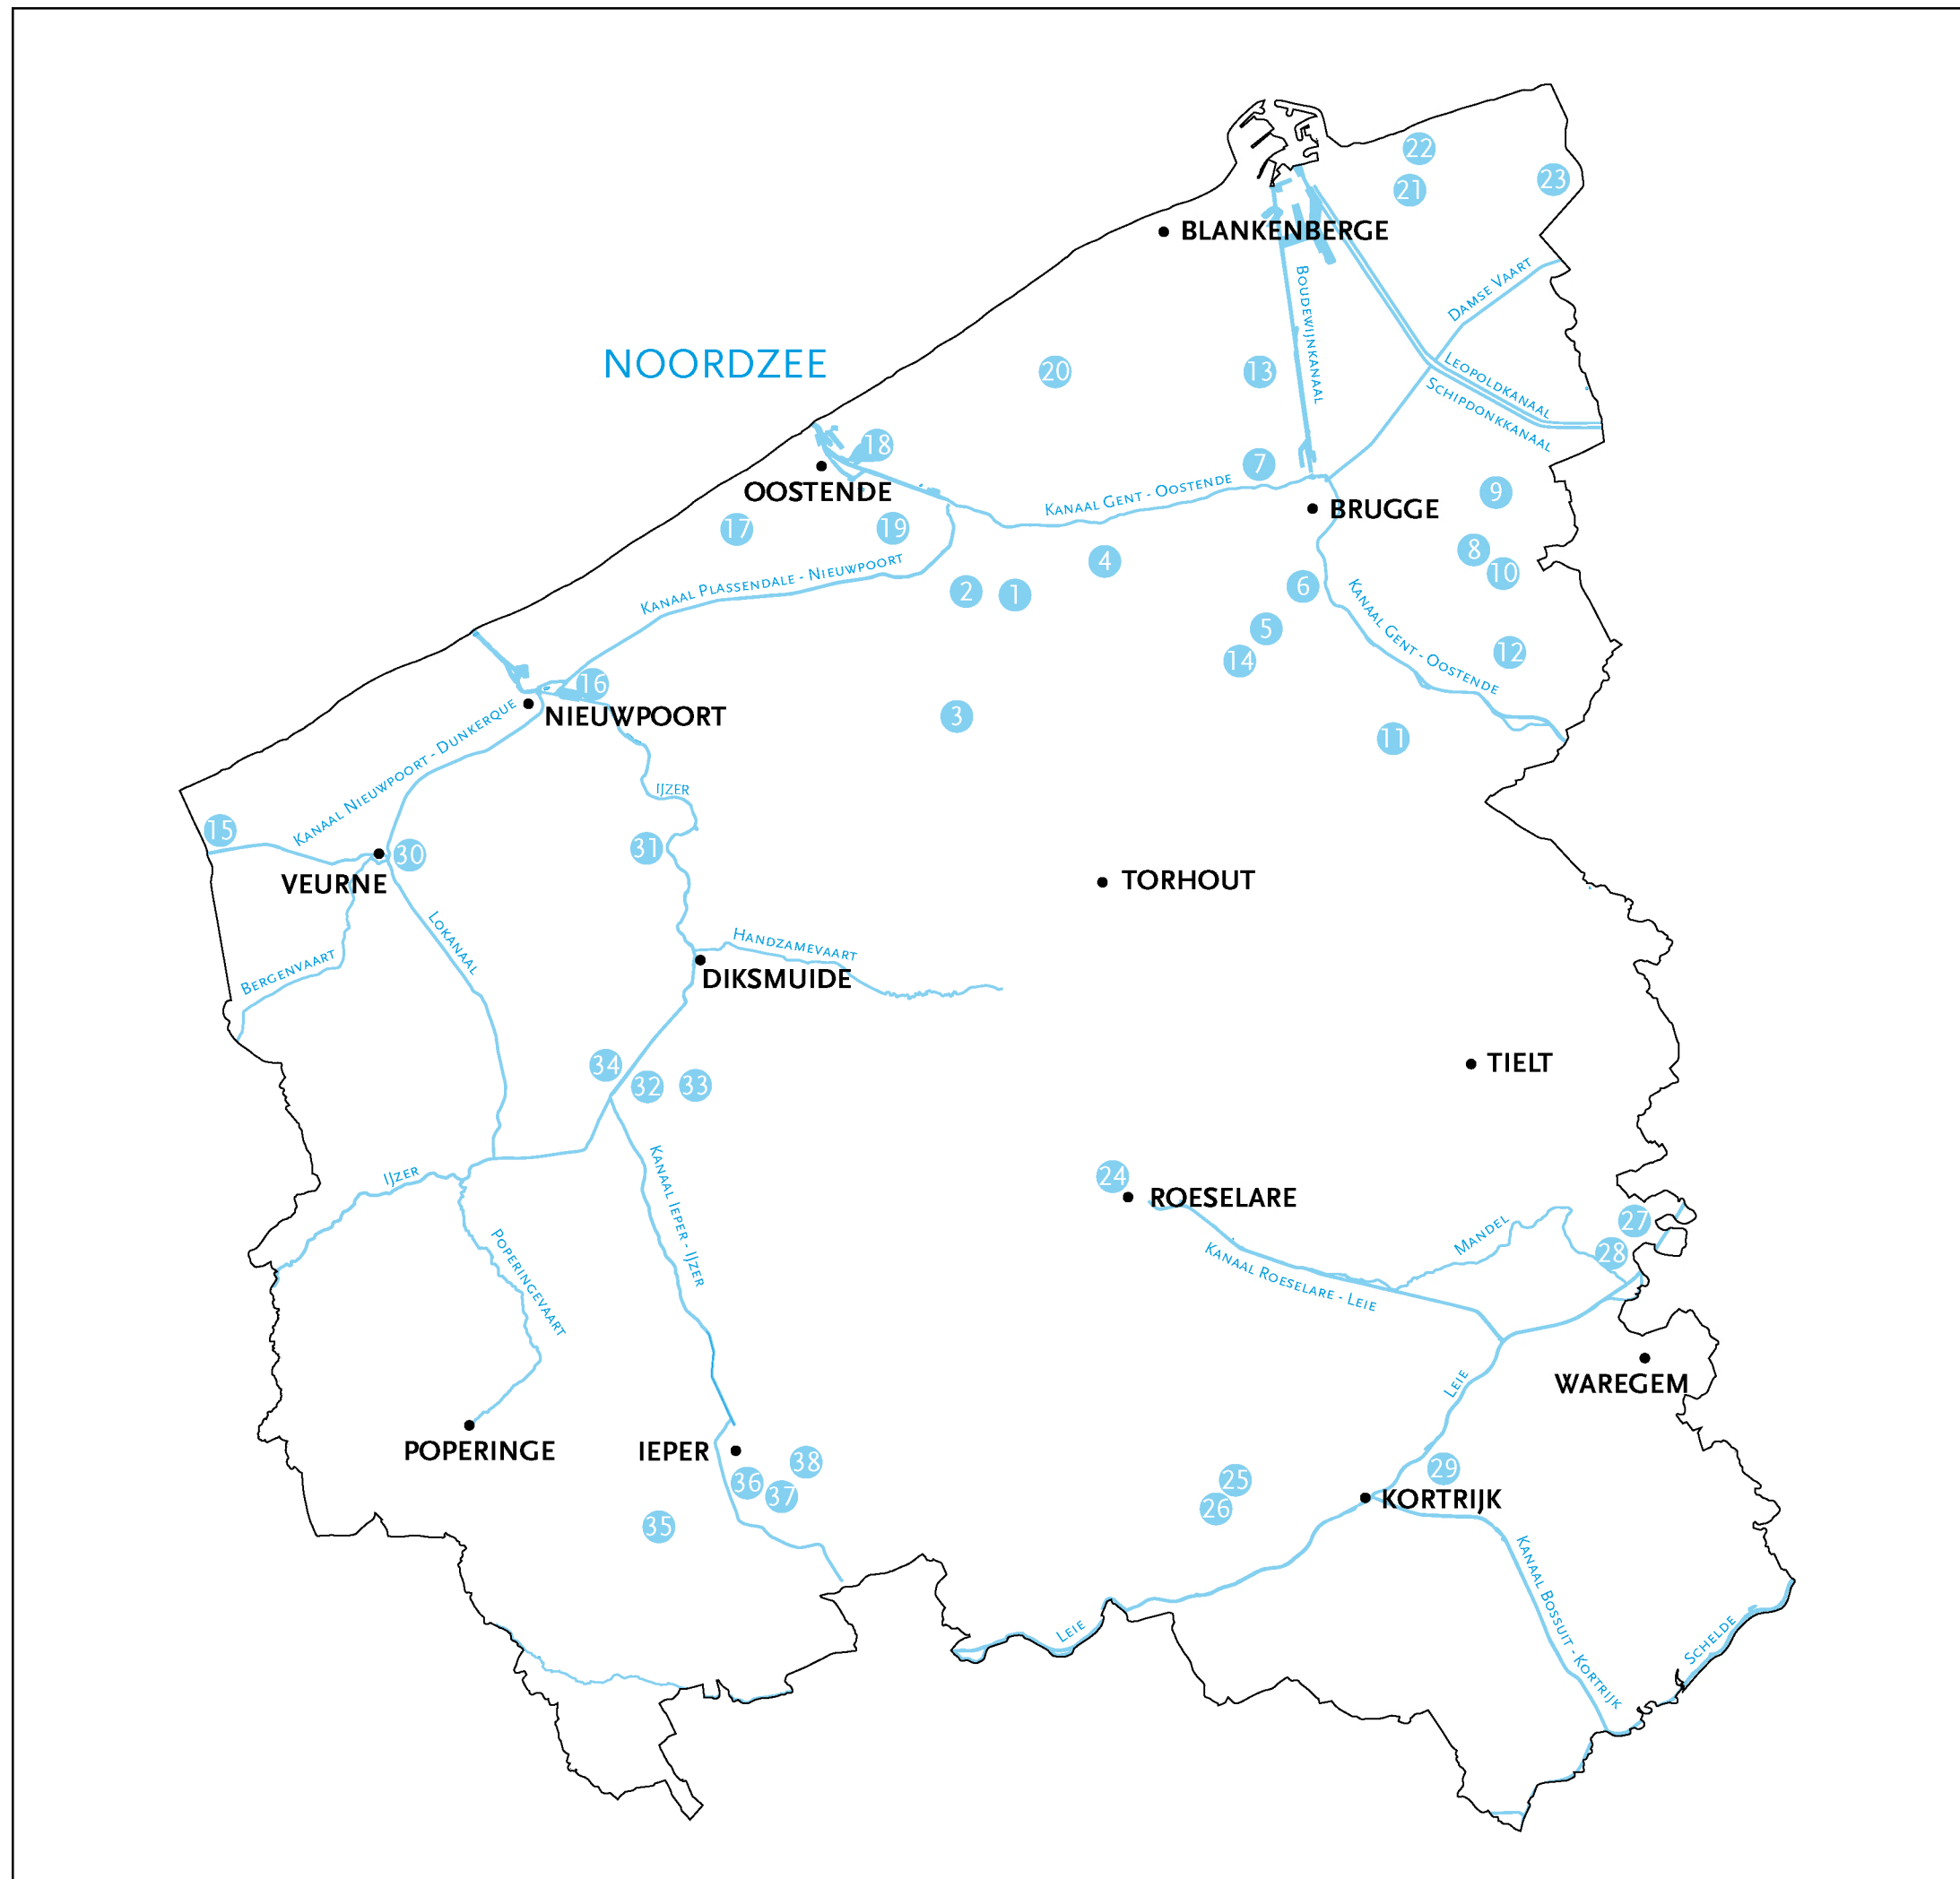 22
23
21
BLANKENBERGE
Boudewijnkanaal
Damse Vaart
NOORDZEE
20
13
Leopoldkanaal
Schipdonkkanaal
18
OOSTENDE
7
Kanaal Gent - Oostende
9
BRUGGE
17
19
8
4
10
Kanaal Plassendale - Nieuwpoort
2
1
6
Kanaal Gent - Oostende
5
12
14
16
NIEUWPOORT
3
11
Kanaal Nieuwpoort - Dunkerque
IJzer
15
31
30
VEURNE
TORHOUT
Lokanaal
Handzamevaart
Bergenvaart
DIKSMUIDE
34
32
33
TIELT
IJzer
Kanaal Ieper - IJzer
24
ROESELARE
27
Mandel
28
Poperingevaart
Kanaal Roeselare - Leie
WAREGEM
Leie
POPERINGE
IEPER
38
36
37
29
25
26
KORTRIJK
35
Kanaal Bossuit - Kortrijk
Leie
Schelde